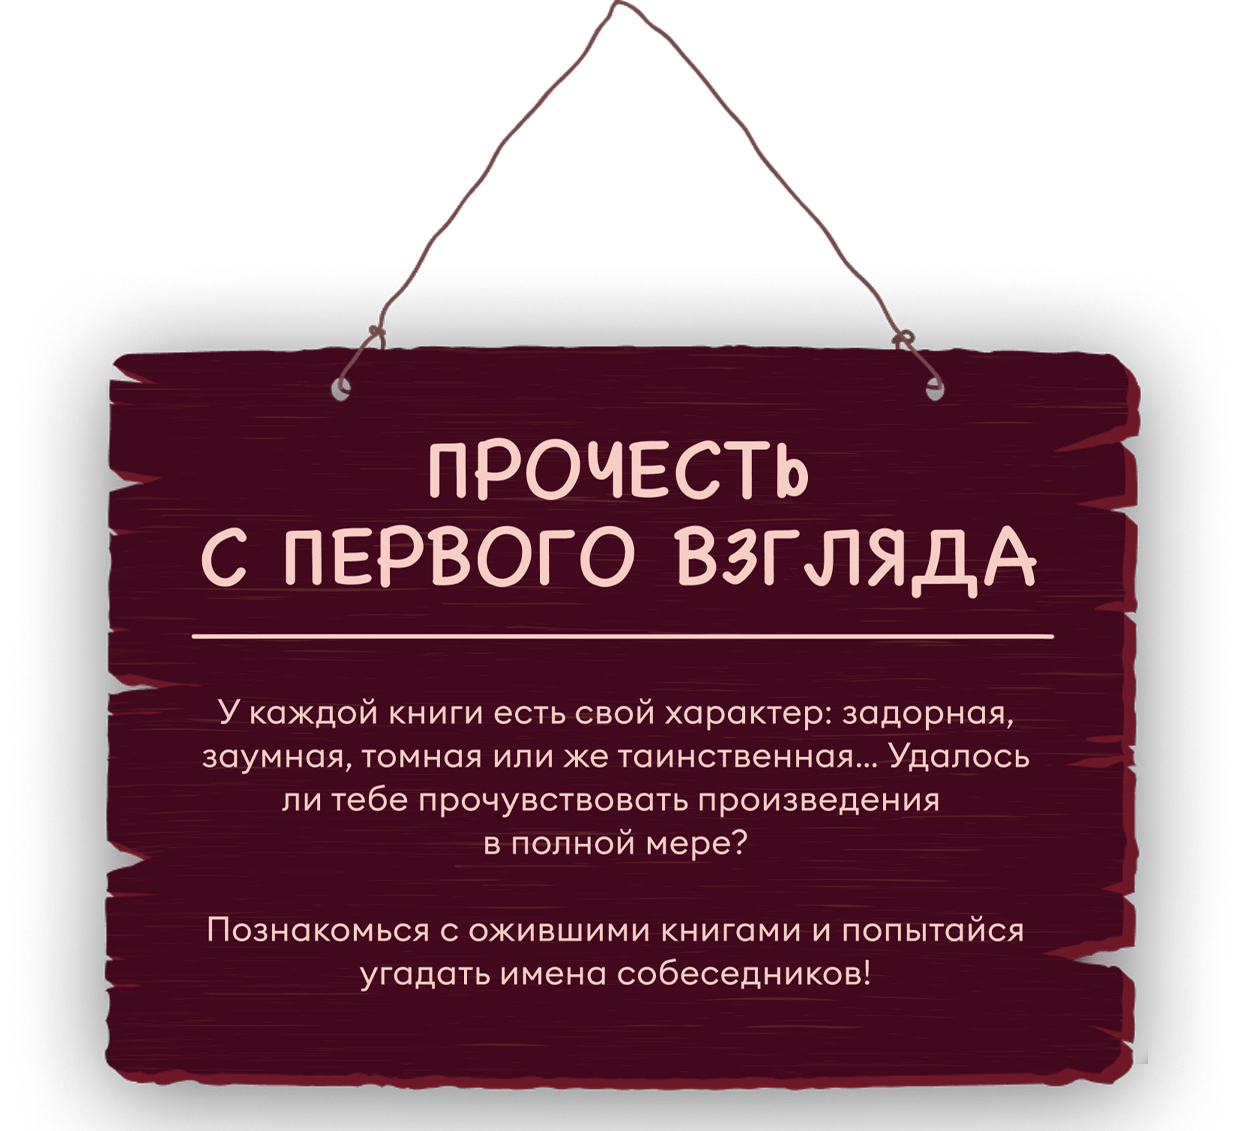 ПРОЧЕСТЬ
С ПЕРВОГО ВЗГЛЯДА
У каждой книги есть свой характер: задорная,
заумная, томная или же таинственная... Удалось
ли тебе прочувствовать произведения
в полной мере?
Познакомься с ожившими книгами и попытайся
угадать имена собеседников!